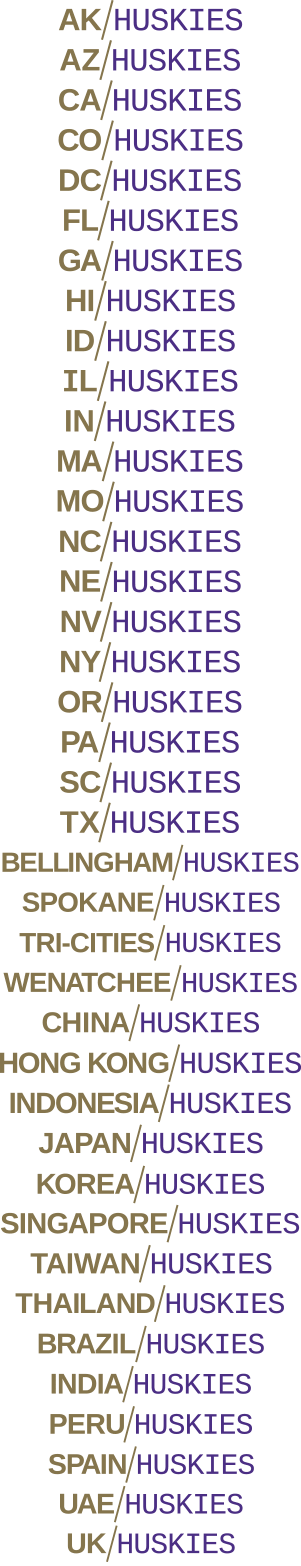 AK/HUSKIES
AZ/HUSKIES
CA/HUSKIES
CO/HUSKIES
DC/HUSKIES
FL/HUSKIES
GA/HUSKIES
HI/HUSKIES
ID/HUSKIES
IL/HUSKIES
IN/HUSKIES
MA/HUSKIES
MO/HUSKIES
NC/HUSKIES
NE/HUSKIES
NV/HUSKIES
NY/HUSKIES
OR/HUSKIES
PA/HUSKIES
SC/HUSKIES
TX/HUSKIES
BELLINGHAM/HUSKIES
SPOKANE/HUSKIES
TRI-CITIES/HUSKIES
WENATCHEE/HUSKIES
CHINA/HUSKIES
HONG KONG/HUSKIES
INDONESIA/HUSKIES
JAPAN/HUSKIES
KOREA/HUSKIES
SINGAPORE/HUSKIES
TAIWAN/HUSKIES
THAILAND/HUSKIES
BRAZIL/HUSKIES
INDIA/HUSKIES
PERU/HUSKIES
SPAIN/HUSKIES
UAE/HUSKIES
UK/HUSKIES